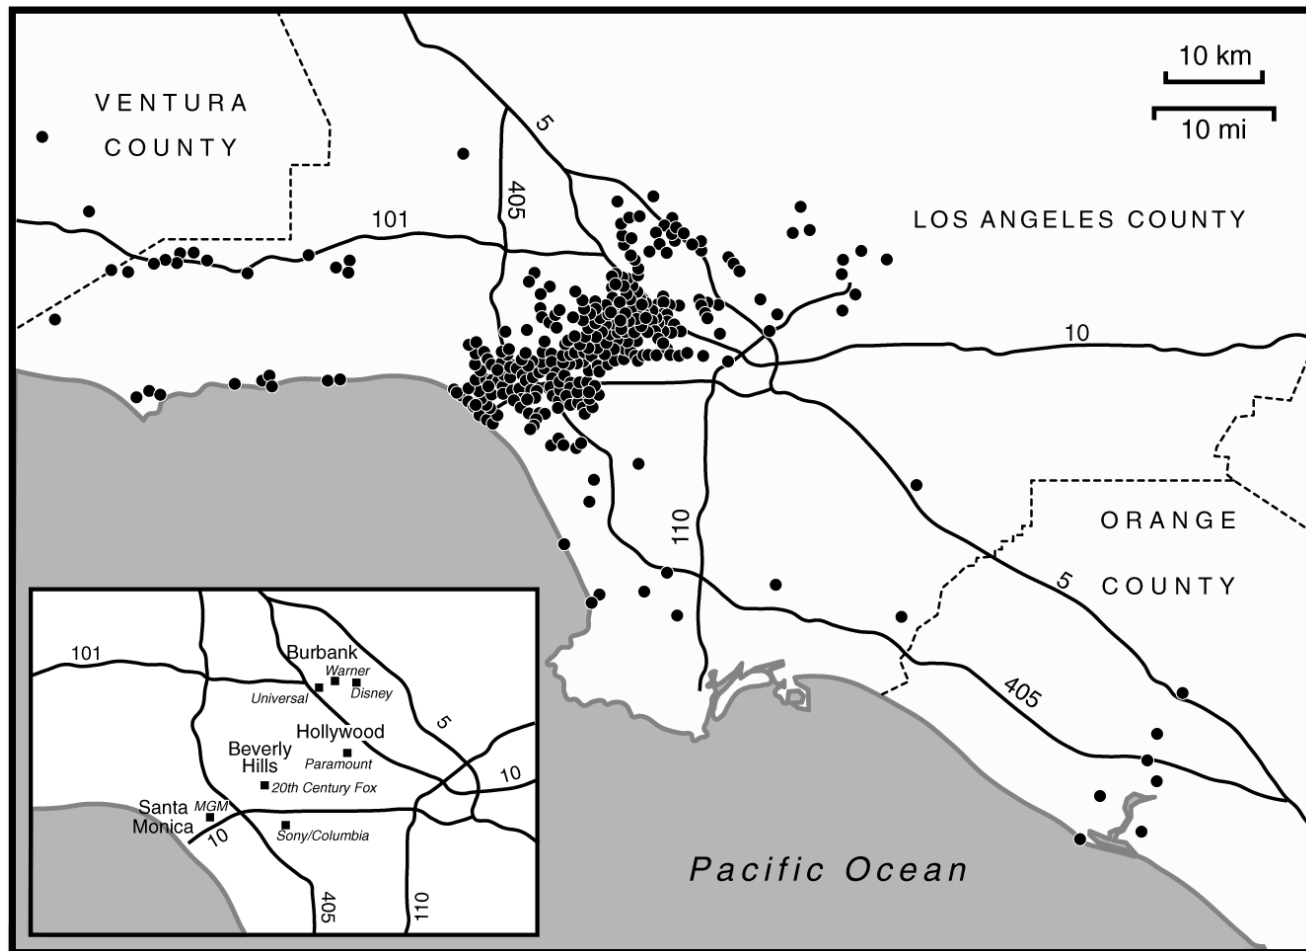 10 km
10 mi
VENTURA
COUNTY
5
405
101
LOS ANGELES COUNTY
10
110
ORANGE
COUNTY
5
405
Pacific Ocean
101
Burbank
Warner
Universal
Disney
5
Hollywood
Paramount
Beverly
Hills
20th Century Fox
10
Santa
Monica
MGM
10
Sony/Columbia
405
110